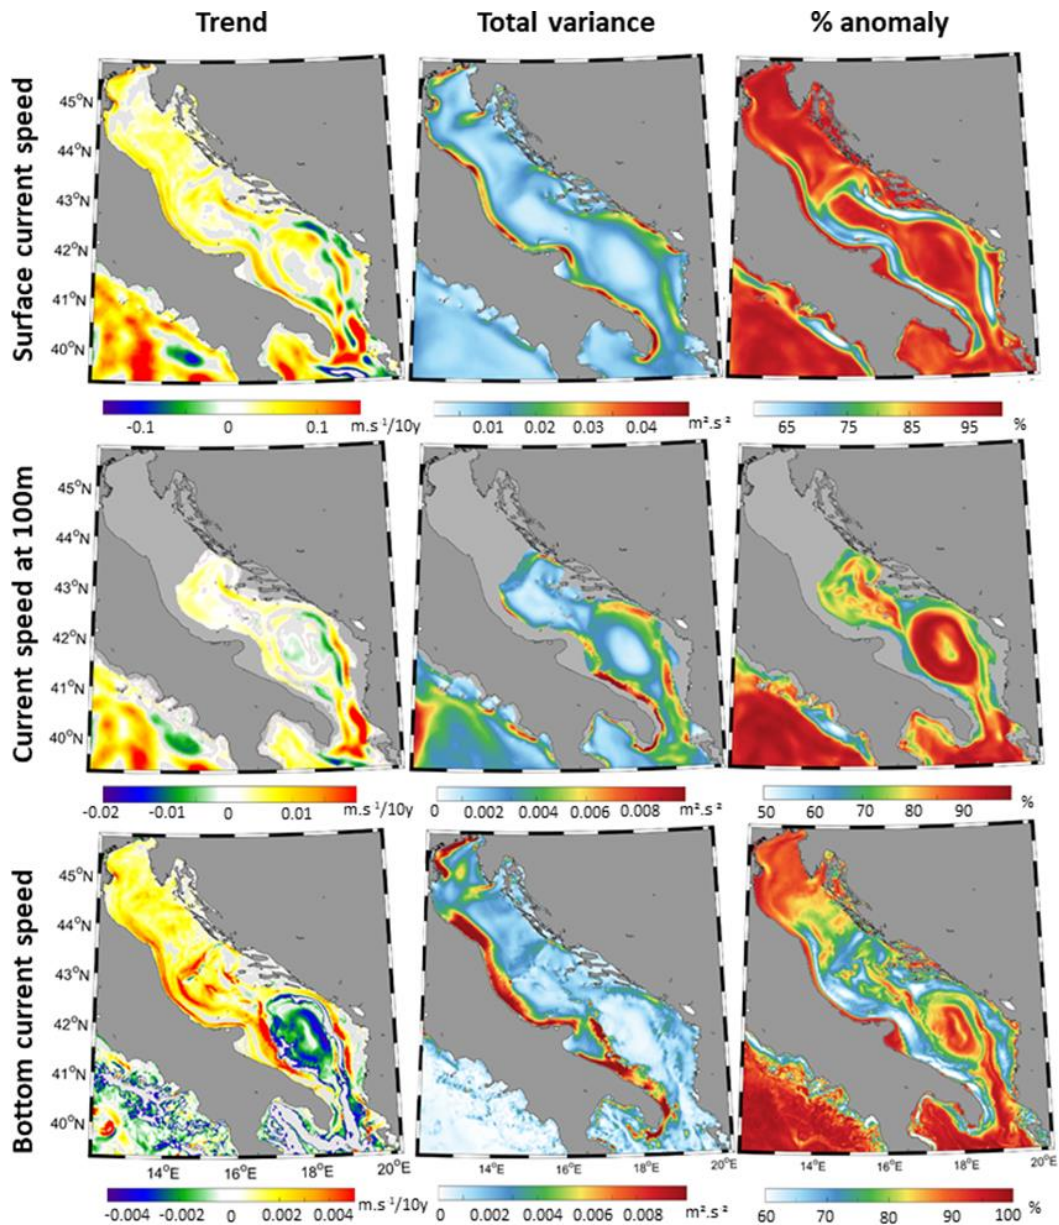 Trend Total variance % anomaly
Surface current speed
45°N
44°N
43°N
42°N
41°N
40°N
-0.1 0 0.1 m.s⁻¹/10y
0.01 0.02 0.03 0.04 m².s⁻²
65 75 85 95 %
Current speed at 100m
45°N
44°N
43°N
42°N
41°N
40°N
-0.02 -0.01 0 0.01 m.s⁻¹/10y
0 0.002 0.004 0.006 0.008 m².s⁻²
50 60 70 80 90 %
Bottom current speed
45°N
44°N
43°N
42°N
41°N
40°N
14°E 16°E 18°E 20°E 14°E 16°E 18°E 20°E 14°E 16°E 18°E 20°E
-0.004 -0.002 0 0.002 0.004 m.s⁻¹/10y
0 0.002 0.004 0.006 0.008 m².s⁻²
60 70 80 90 100 %